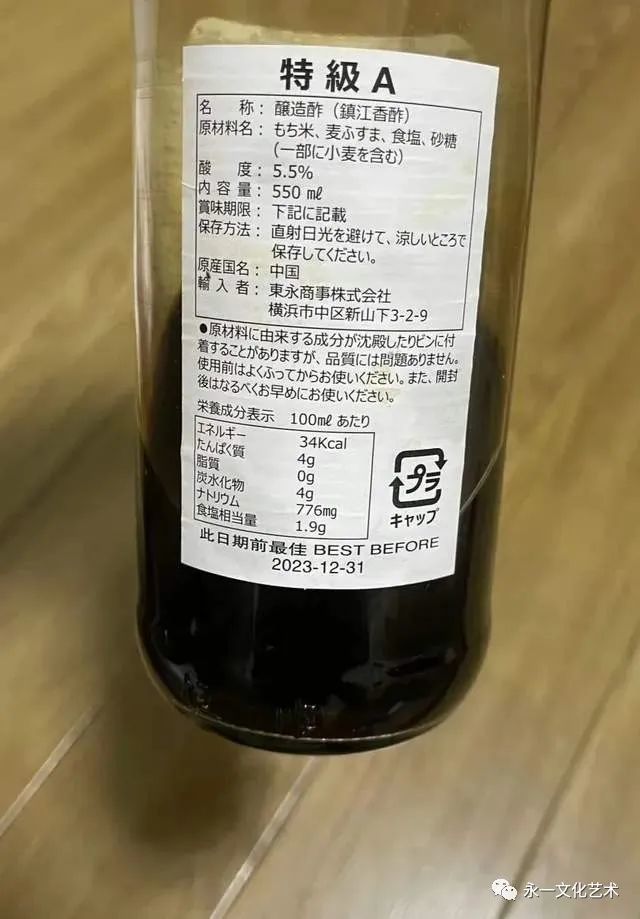 特級A
名　　称：醸造酢（鎮江香酢）
原材料名：もち米、麦ふすま、食塩、砂糖
（一部に小麦を含む）
酸　　度：5.5%
内 容 量：550 ㎖
賞味期限：下記に記載
保存方法：直射日光を避けて、涼しいところで
保存してください。
原産国名：中国
輸 入 者：東永商事株式会社
横浜市中区新山下3-2-9
●原材料に由来する成分が沈殿したりビンに付
着することがありますが、品質には問題ありません。
使用前はよくふってからお使いください。また、開封
後はなるべくお早めにお使いください。
栄養成分表示　100㎖ あたり
エネルギー　34Kcal
たんぱく質　4g
脂質　0g
炭水化物　4g
ナトリウム　776mg
食塩相当量　1.9g
プラ
キャップ
此日期前最佳 BEST BEFORE
2023-12-31
永一文化艺术